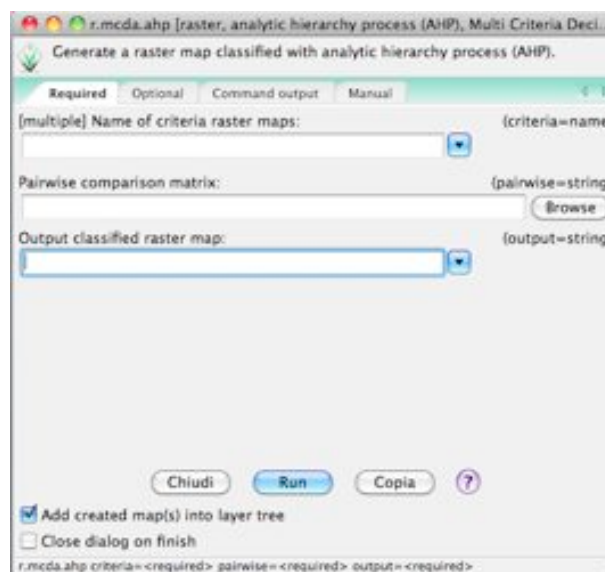 r.mcda.ahp [raster, analytic hierarchy process (AHP), Multi Criteria Deci...
Generate a raster map classified with analytic hierarchy process (AHP).
Required Optional Command output Manual
[multiple] Name of criteria raster maps: (criteria=name
Pairwise comparison matrix: (pairwise=string
Browse
Output classified raster map: (output=string
Chiudi Run Copia ?
Add created map(s) into layer tree
Close dialog on finish
r.mcda.ahp criteria=<required> pairwise=<required> output=<required>